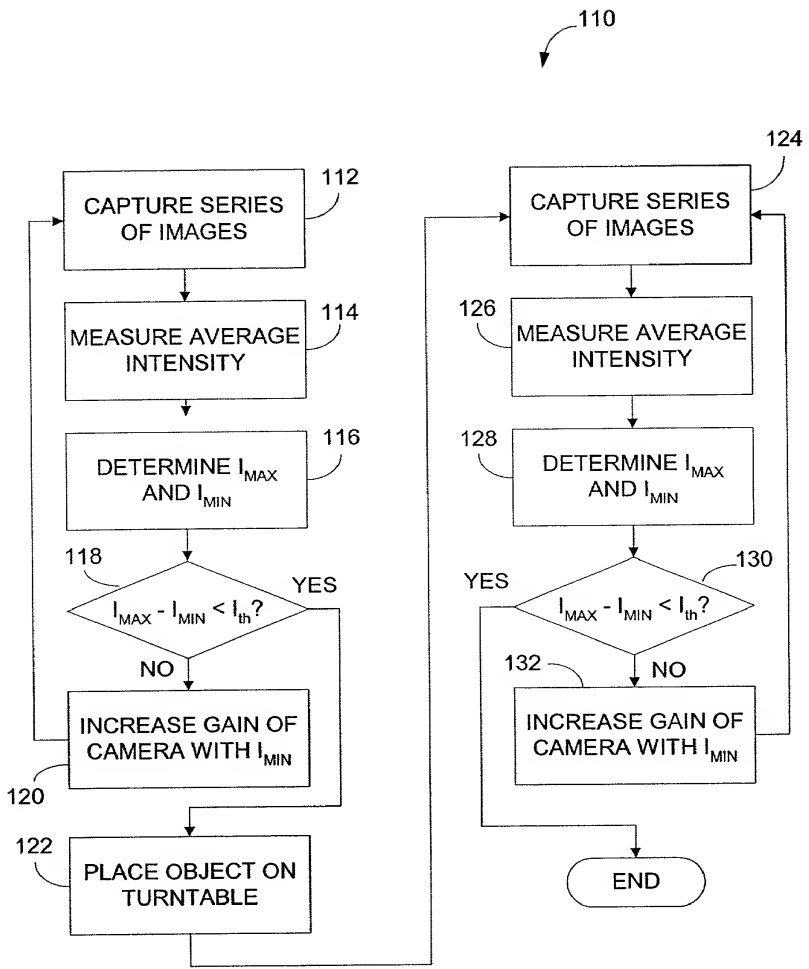 110
112
CAPTURE SERIES
OF IMAGES
114
MEASURE AVERAGE
INTENSITY
116
DETERMINE I_MAX
AND I_MIN
118
YES
I_MAX - I_MIN < I_th?
NO
INCREASE GAIN OF
CAMERA WITH I_MIN
120
122
PLACE OBJECT ON
TURNTABLE
124
CAPTURE SERIES
OF IMAGES
126
MEASURE AVERAGE
INTENSITY
128
DETERMINE I_MAX
AND I_MIN
130
YES
I_MAX - I_MIN < I_th?
132
NO
INCREASE GAIN OF
CAMERA WITH I_MIN
END